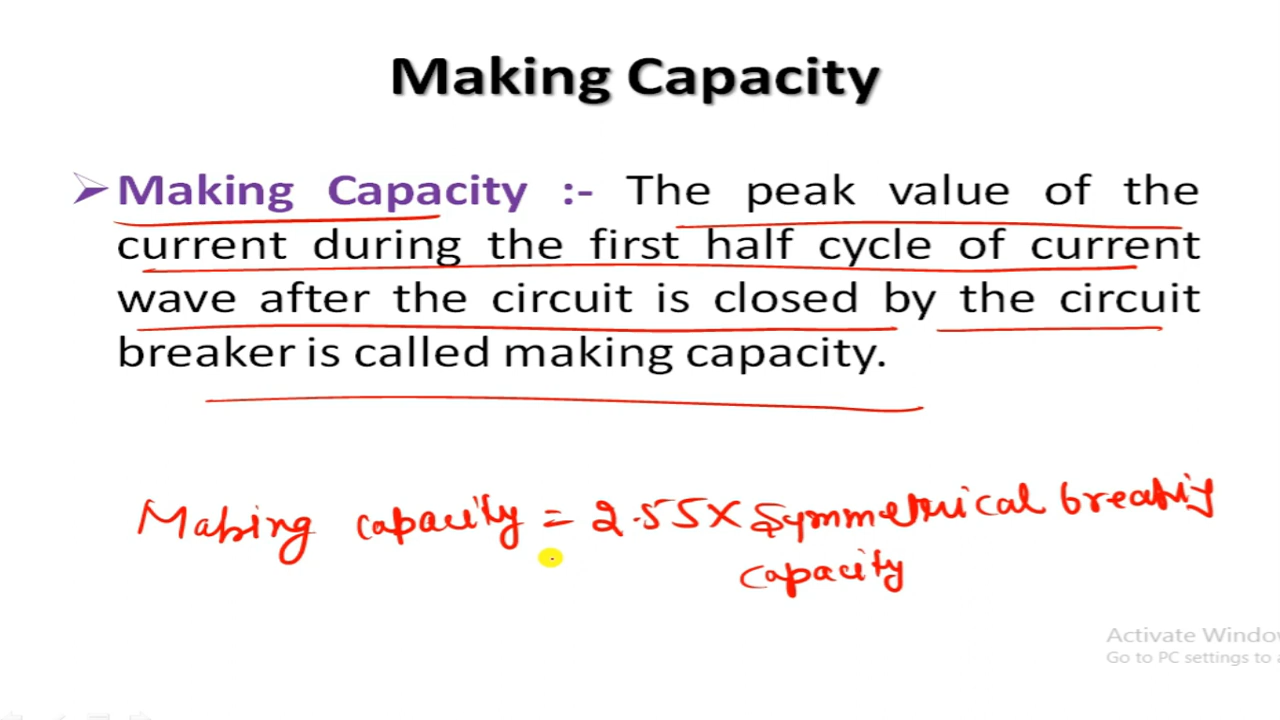 Making Capacity
Making Capacity :- The peak value of the
current during the first half cycle of current
wave after the circuit is closed by the circuit
breaker is called making capacity.
Making capacity = 2.55X Symmetrical breaking
capacity
Activate Windo
Go to PC settings to a